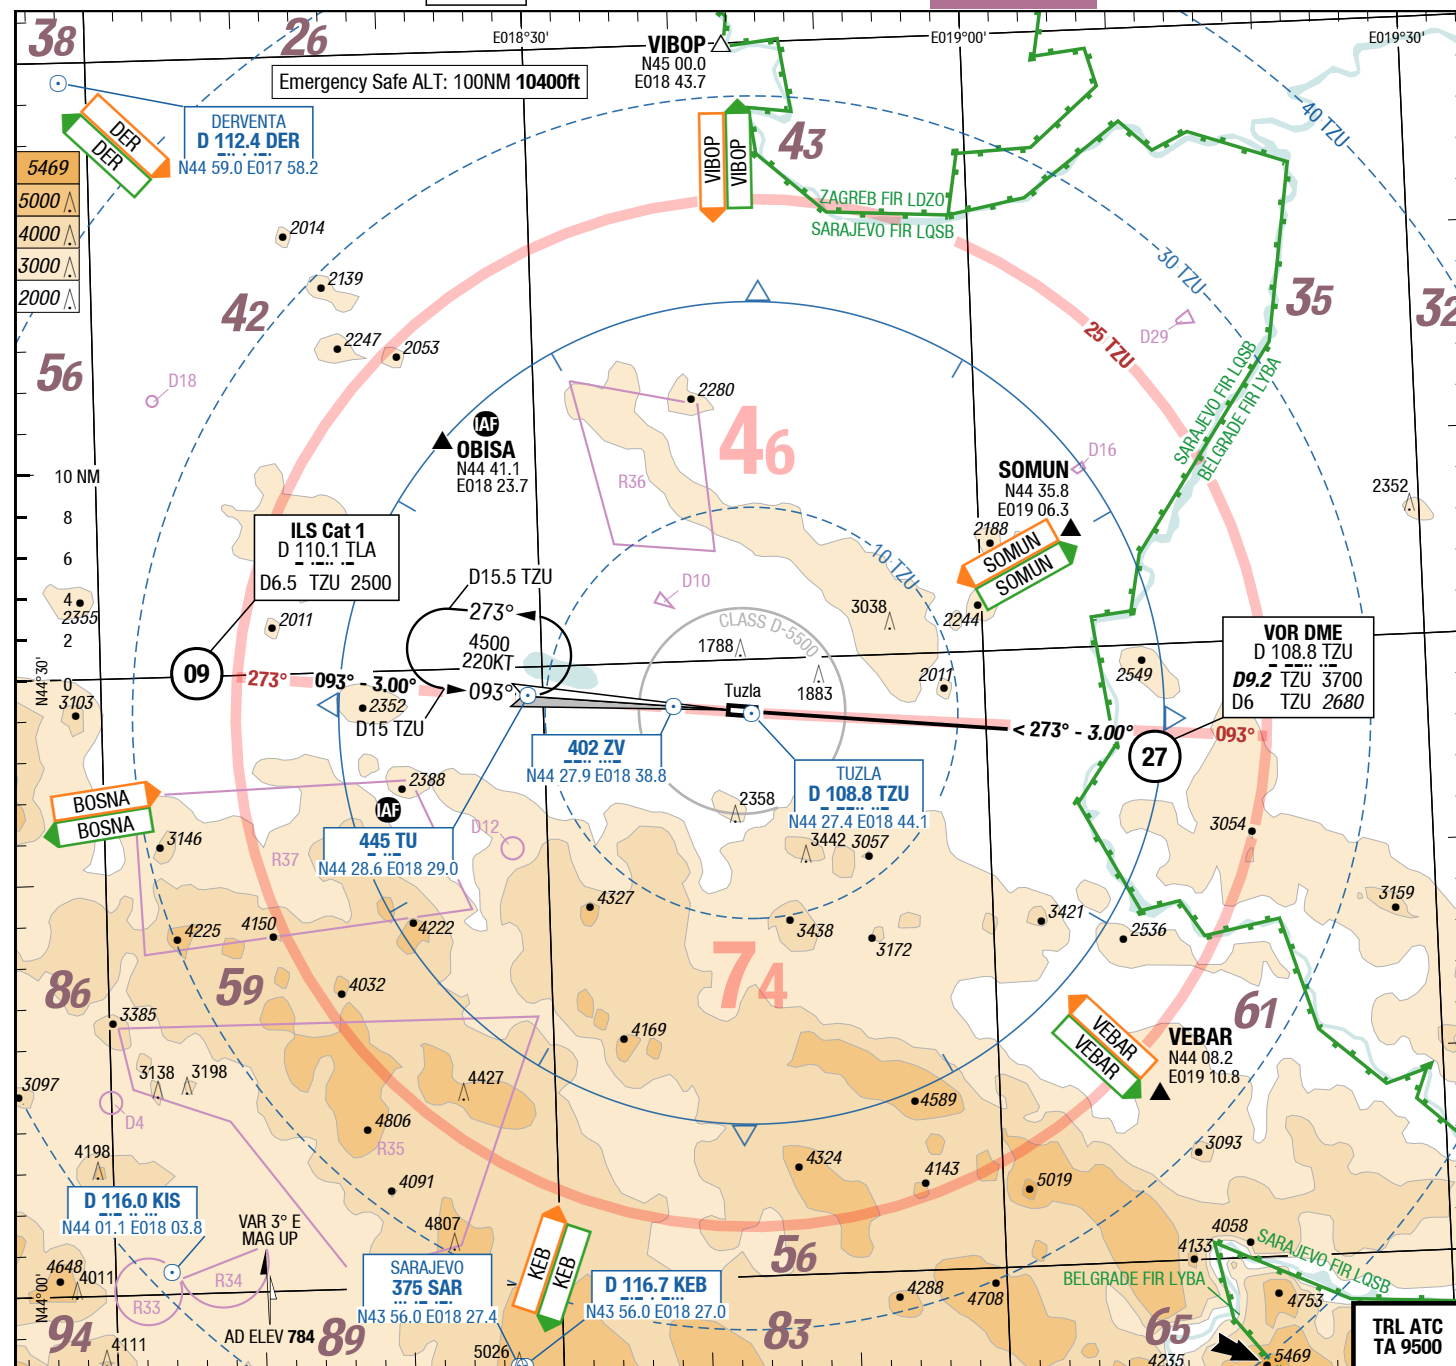 38
26
E018°30'
VIBOP
N45 00.0
E018 43.7
E019°00'
E019°30'
Emergency Safe ALT: 100NM 10400ft
40 TZU
DERVENTA
D 112.4 DER
N44 59.0 E017 58.2
DER
DER
VIBOP
VIBOP
43
5469
5000
4000
3000
2000
ZAGREB FIR LDZO
SARAJEVO FIR LQSB
2014
2139
30 TZU
42
35
32
2247
2053
D29
25 TZU
56
D18
2280
SARAJEVO FIR LQSB
BELGRADE FIR LYBA
IAF
OBISA
N44 41.1
E018 23.7
46
R36
D16
SOMUN
N44 35.8
E019 06.3
2352
10 NM
8
6
4
2
0
ILS Cat 1
D 110.1 TLA
D6.5 TZU 2500
2188
SOMUN
SOMUN
10 TZU
D15.5 TZU
D10
273°
4500
220KT
093°
3038
2244
CLASS D-5500
2355
2011
1788
1883
VOR DME
D 108.8 TZU
D9.2 TZU 3700
D6 TZU 2680
N44°30'
09
273°
093° - 3.00°
2352
D15 TZU
Tuzla
2011
2549
3103
< 273° - 3.00°
093°
27
402 ZV
N44 27.9 E018 38.8
TUZLA
D 108.8 TZU
N44 27.4 E018 44.1
2388
IAF
BOSNA
BOSNA
2358
3054
445 TU
N44 28.6 E018 29.0
D12
3146
R37
3442
3057
4327
3159
4225
4150
4222
3438
3172
3421
2536
86
59
4032
74
61
3385
4169
VEBAR
VEBAR
VEBAR
N44 08.2
E019 10.8
3097
3138
3198
4427
D4
4806
R35
4589
4198
3093
4324
4143
4091
5019
D 116.0 KIS
N44 01.1 E018 03.8
VAR 3° E
MAG UP
4807
KEB
KEB
56
4058
4133
SARAJEVO FIR LQSB
BELGRADE FIR LYBA
4648
4011
R34
R33
SARAJEVO
375 SAR
N43 56.0 E018 27.4
D 116.7 KEB
N43 56.0 E018 27.0
4288
4708
4753
N44°00'
94
AD ELEV 784
89
83
65
TRL ATC
TA 9500
4111
5026
4235
5469